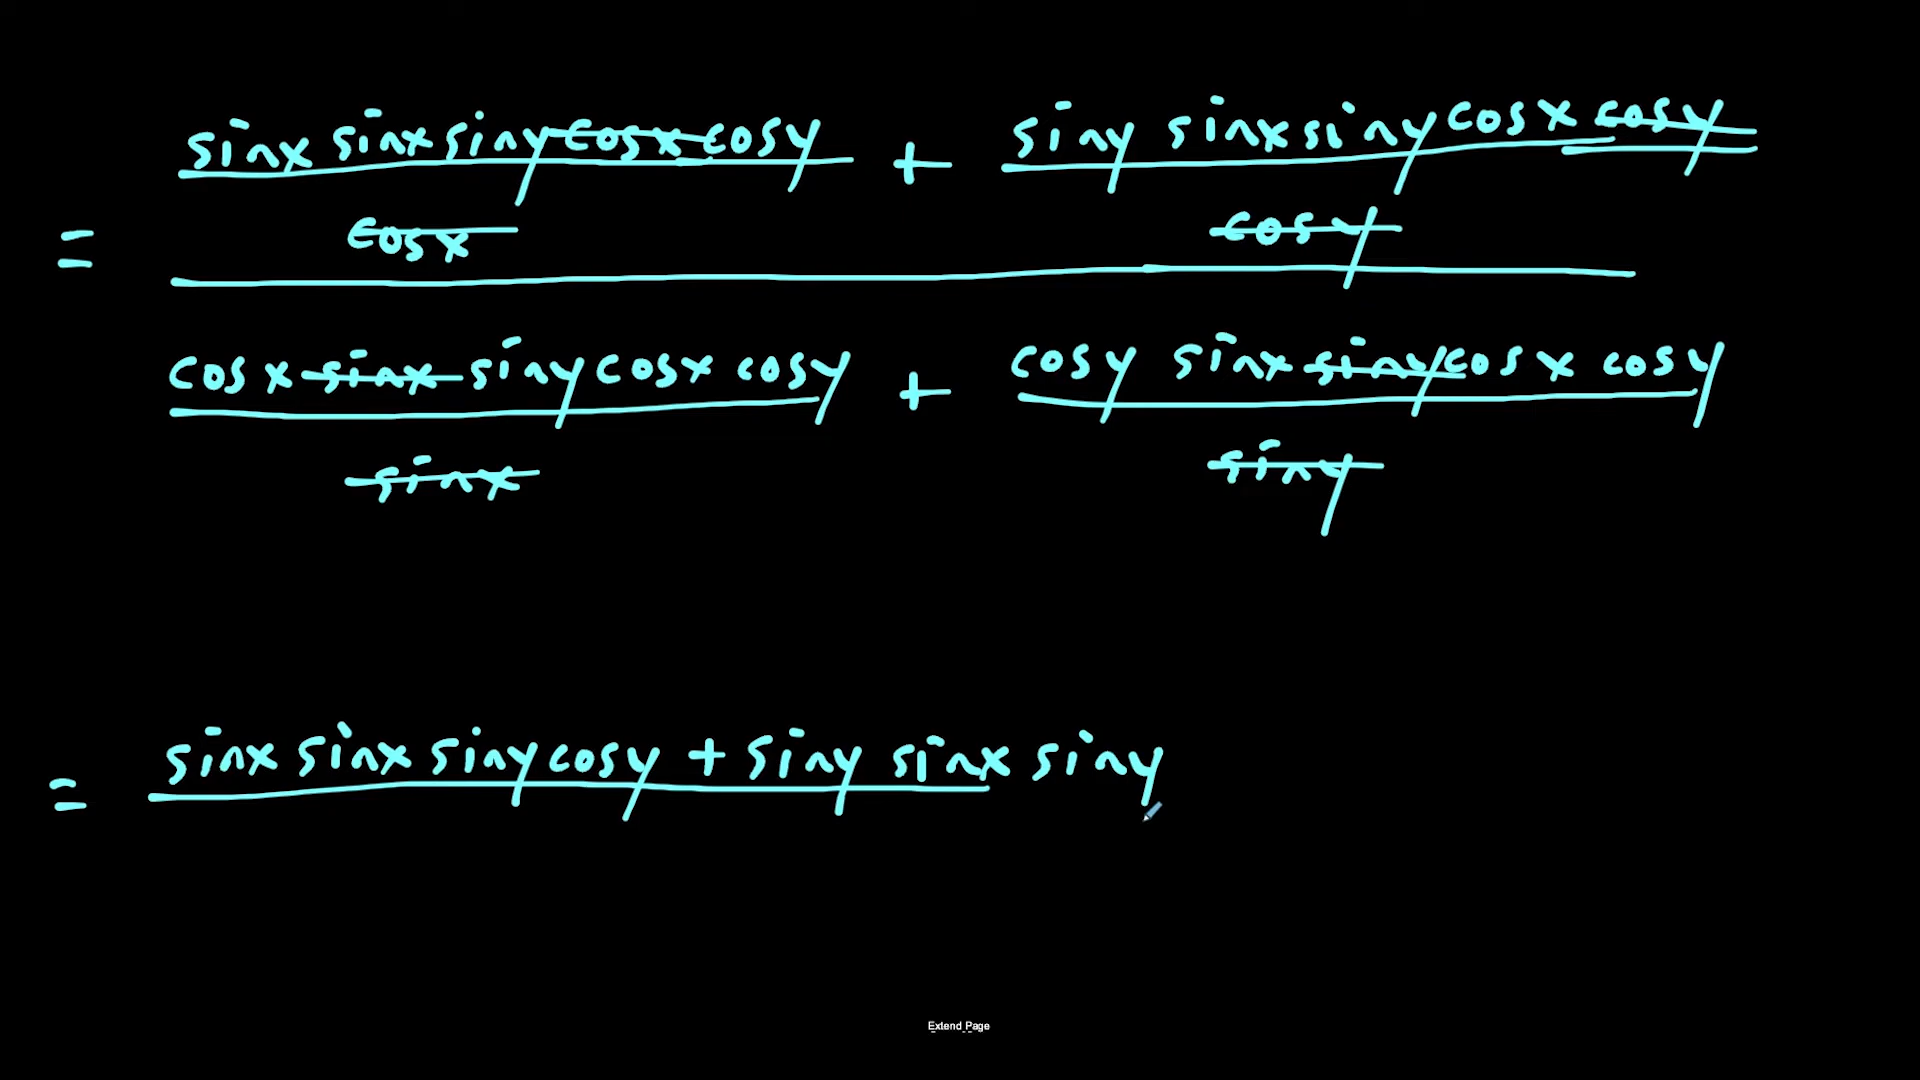 sinx sinx siny cosx cosy + siny sinx siny cosx cosy
= cosx cosy
cosx sinx siny cosx cosy + cosy sinx siny cosx cosy
sinx siny
= sinx sinx siny cosy + siny sinx siny
Extend Page